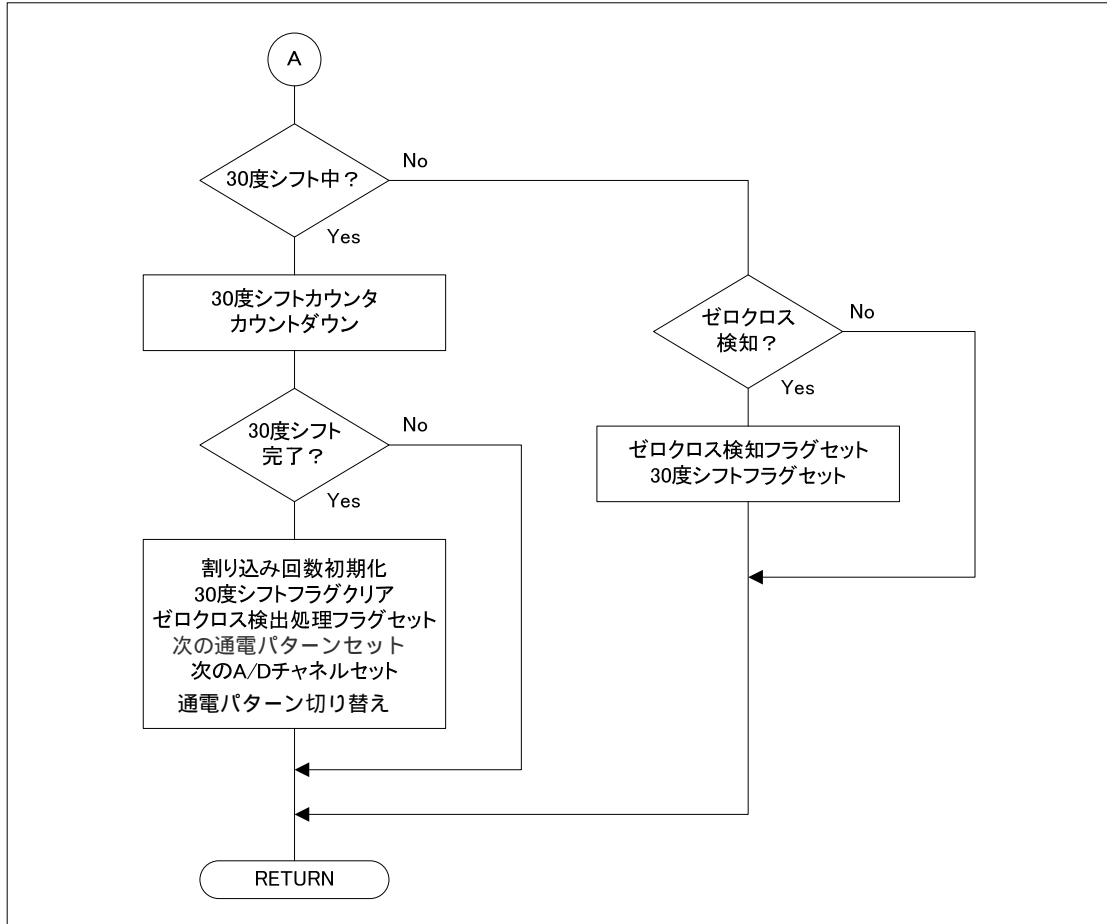 A
30度シフト中？
No
Yes
30度シフトカウンタ
カウントダウン
30度シフト
完了？
No
Yes
割り込み回数初期化
30度シフトフラグクリア
ゼロクロス検出処理フラグセット
次の通電パターンセット
次のA/Dチャネルセット
通電パターン切り替え
ゼロクロス
検知？
No
Yes
ゼロクロス検知フラグセット
30度シフトフラグセット
RETURN